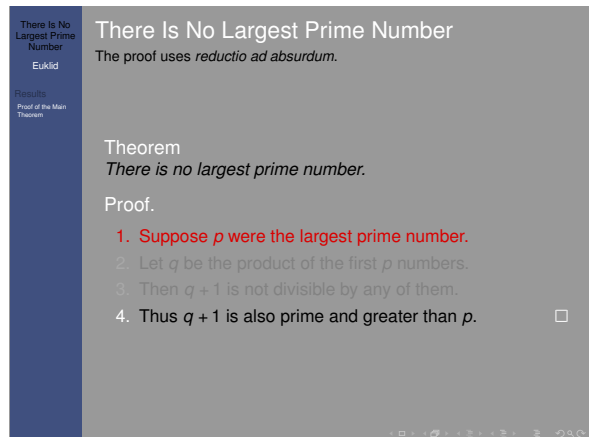 There Is No
Largest Prime
Number
Euklid
Results
Proof of the Main
Theorem
There Is No Largest Prime Number
The proof uses reductio ad absurdum.
Theorem
There is no largest prime number.
Proof.
1. Suppose p were the largest prime number.
2. Let q be the product of the first p numbers.
3. Then q + 1 is not divisible by any of them.
4. Thus q + 1 is also prime and greater than p.